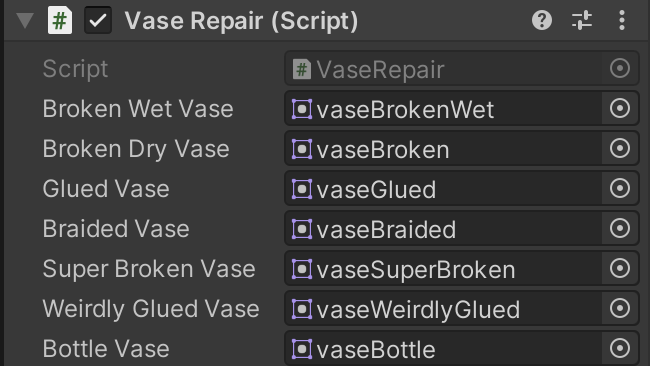 Vase Repair (Script)
Script VaseRepair
Broken Wet Vase vaseBrokenWet
Broken Dry Vase vaseBroken
Glued Vase vaseGlued
Braided Vase vaseBraided
Super Broken Vase vaseSuperBroken
Weirdly Glued Vase vaseWeirdlyGlued
Bottle Vase vaseBottle